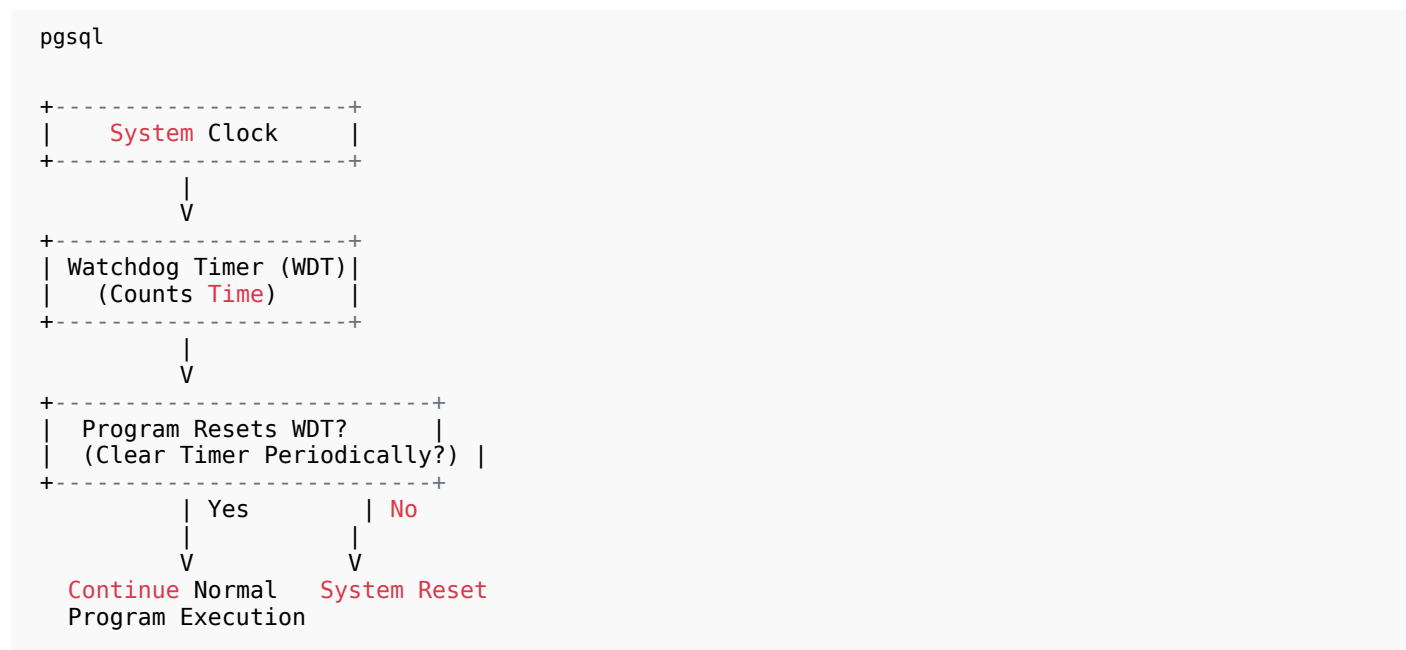 pgsql
+---------------------+
|    System Clock     |
+---------------------+
          |
          V
+---------------------+
| Watchdog Timer (WDT)|
|   (Counts Time)     |
+---------------------+
          |
          V
+---------------------------+
|  Program Resets WDT?      |
|  (Clear Timer Periodically?) |
+---------------------------+
          | Yes        | No
          |           |
          V           V
  Continue Normal   System Reset
  Program Execution